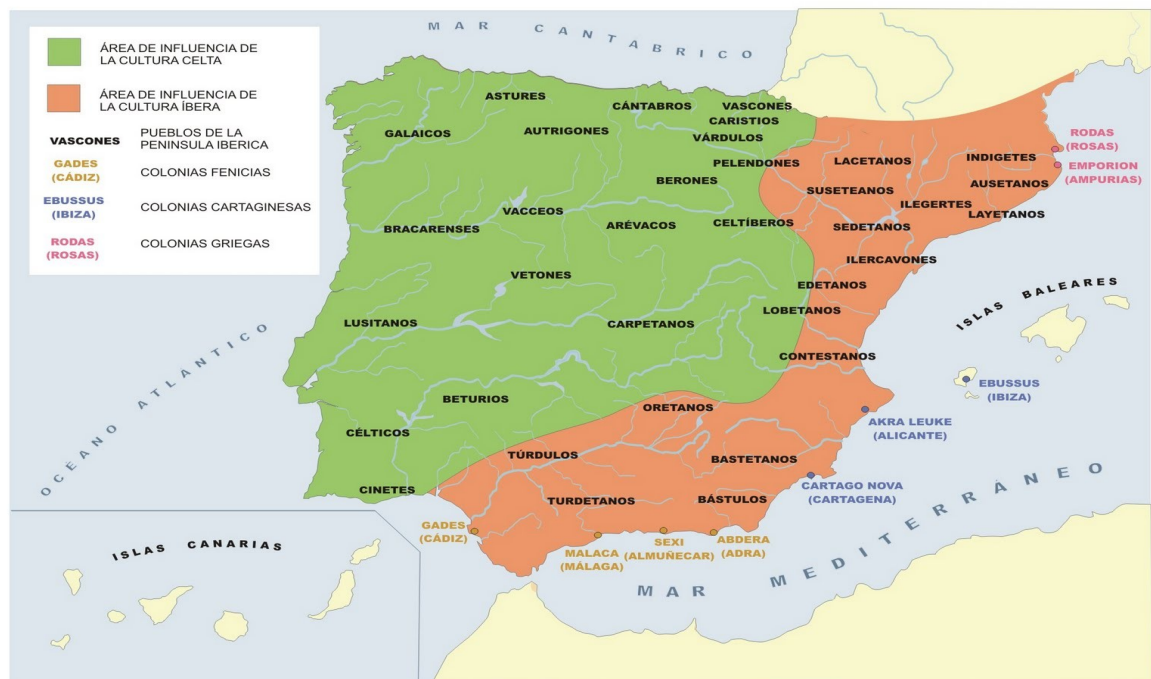 MAR CANTABRICO
ÁREA DE INFLUENCIA DE
LA CULTURA CELTA
ÁREA DE INFLUENCIA DE
LA CULTURA ÍBERA
VASCONES
PUEBLOS DE LA
PENINSULA IBERICA
GADES
(CÁDIZ)
COLONIAS FENICIAS
EBUSSUS
(IBIZA)
COLONIAS CARTAGINESAS
RODAS
(ROSAS)
COLONIAS GRIEGAS
ASTURES
CÁNTABROS
VASCONES
CARISTIOS
GALAICOS
AUTRIGONES
VÁRDULOS
PELENDONES
LACETANOS
INDIGETES
RODAS
(ROSAS)
EMPORION
(AMPURIAS)
BERONES
SUSETEANOS
AUSETANOS
ILEGERTES
LAYETANOS
VACCEOS
BRACARENSES
ARÉVACOS
CELTÍBEROS
SEDETANOS
ILERCAVONES
VETONES
EDETANOS
LOBETANOS
ISLAS BALEARES
LUSITANOS
CARPETANOS
CONTESTANOS
OCEANO ATLANTICO
EBUSSUS
(IBIZA)
BETURIOS
ORETANOS
AKRA LEUKE
(ALICANTE)
CÉLTICOS
TÚRDULOS
BASTETANOS
CINETES
TURDETANOS
BÁSTULOS
CARTAGO NOVA
(CARTAGENA)
GADES
(CÁDIZ)
MALACA
(MÁLAGA)
SEXI
(ALMUÑECAR)
ABDERA
(ADRA)
MAR MEDITERRÁNEO
ISLAS CANARIAS